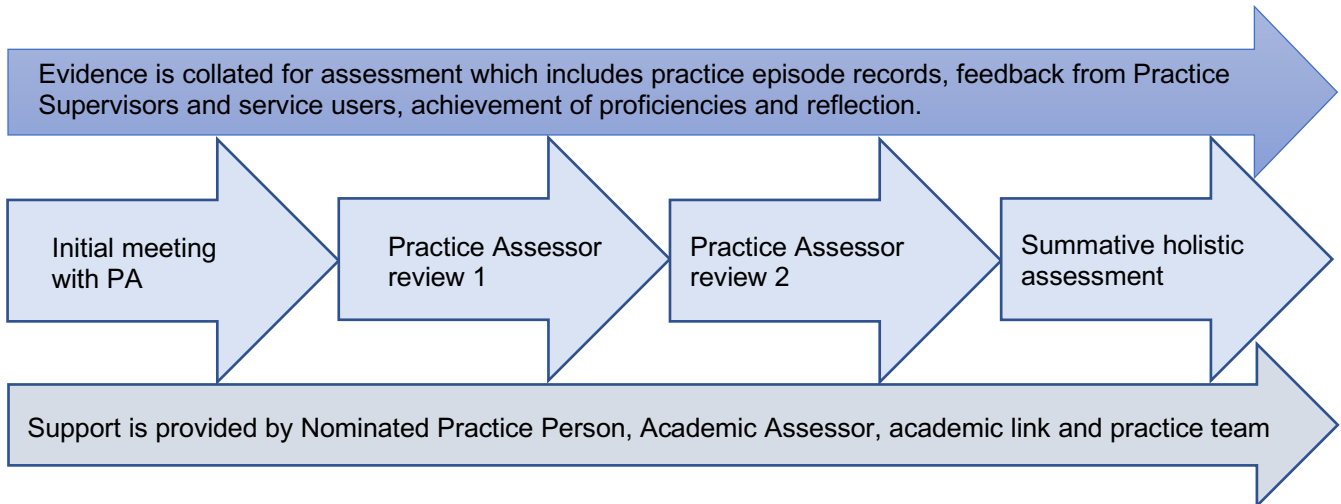 Evidence is collated for assessment which includes practice episode records, feedback from Practice
Supervisors and service users, achievement of proficiencies and reflection.
Initial meeting
with PA
Practice Assessor
review 1
Practice Assessor
review 2
Summative holistic
assessment
Support is provided by Nominated Practice Person, Academic Assessor, academic link and practice team